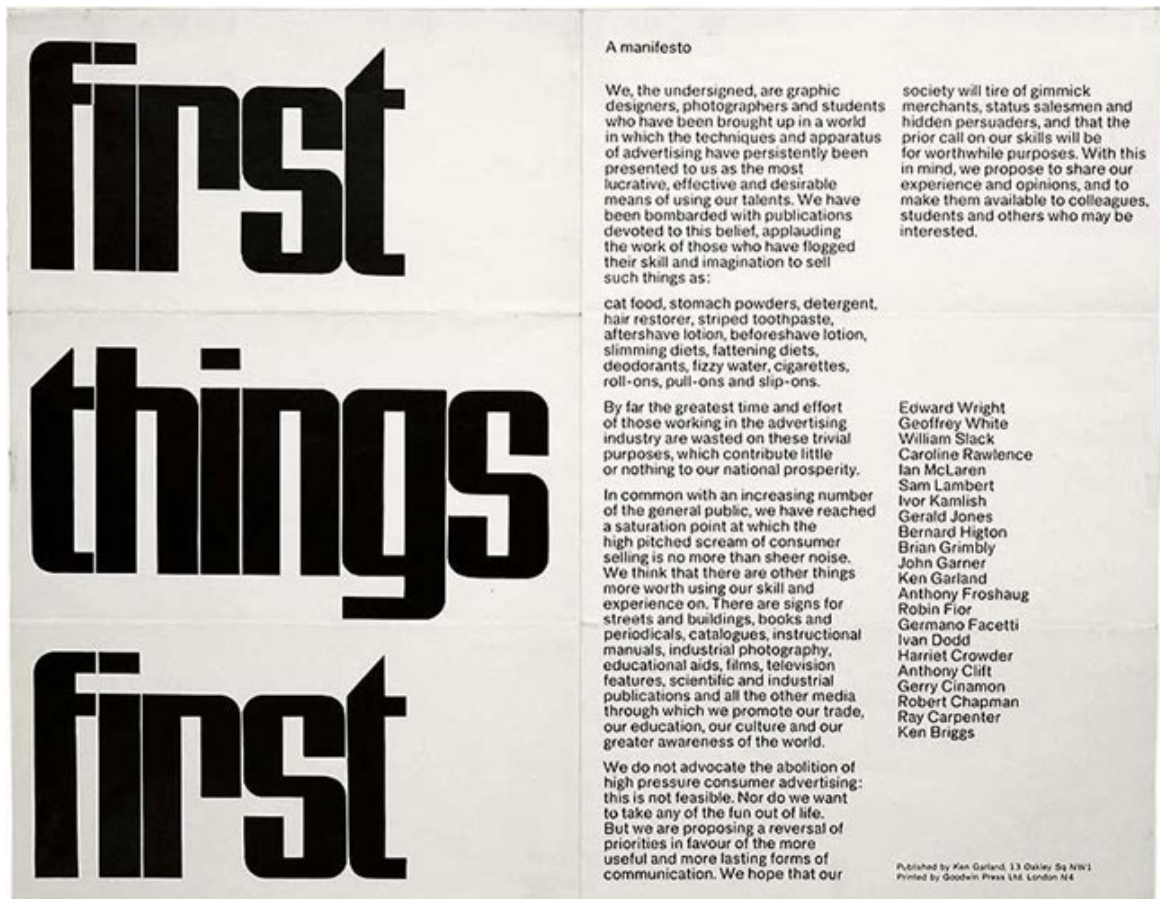 first
things
first
A manifesto
We, the undersigned, are graphic
designers, photographers and students
who have been brought up in a world
in which the techniques and apparatus
of advertising have persistently been
presented to us as the most
lucrative, effective and desirable
means of using our talents. We have
been bombarded with publications
devoted to this belief, applauding
the work of those who have flogged
their skill and imagination to sell
such things as:
cat food, stomach powders, detergent,
hair restorer, striped toothpaste,
aftershave lotion, beforeshave lotion,
slimming diets, fattening diets,
deodorants, fizzy water, cigarettes,
roll-ons, pull-ons and slip-ons.
By far the greatest time and effort
of those working in the advertising
industry are wasted on these trivial
purposes, which contribute little
or nothing to our national prosperity.
In common with an increasing number
of the general public, we have reached
a saturation point at which the
high pitched scream of consumer
selling is no more than sheer noise.
We think that there are other things
more worth using our skill and
experience on. There are signs for
streets and buildings, books and
periodicals, catalogues, instructional
manuals, industrial photography,
educational aids, films, television
features, scientific and industrial
publications and all the other media
through which we promote our trade,
our education, our culture and our
greater awareness of the world.
We do not advocate the abolition of
high pressure consumer advertising:
this is not feasible. Nor do we want
to take any of the fun out of life.
But we are proposing a reversal of
priorities in favour of the more
useful and more lasting forms of
communication. We hope that our
society will tire of gimmick
merchants, status salesmen and
hidden persuaders, and that the
prior call on our skills will be
for worthwhile purposes. With this
in mind, we propose to share our
experience and opinions, and to
make them available to colleagues,
students and others who may be
interested.
Edward Wright
Geoffrey White
William Slack
Caroline Rawlence
Ian McLaren
Sam Lambert
Ivor Kamlish
Gerald Jones
Bernard Higton
Brian Grimbly
John Garner
Ken Garland
Anthony Froshaug
Robin Fior
Germano Facetti
Ivan Dodd
Harriet Crowder
Anthony Clift
Gerry Cinamon
Robert Chapman
Ray Carpenter
Ken Briggs
Published by Ken Garland, 13 Oakley Sq NW1
Printed by Goodwin Press Ltd. London N4